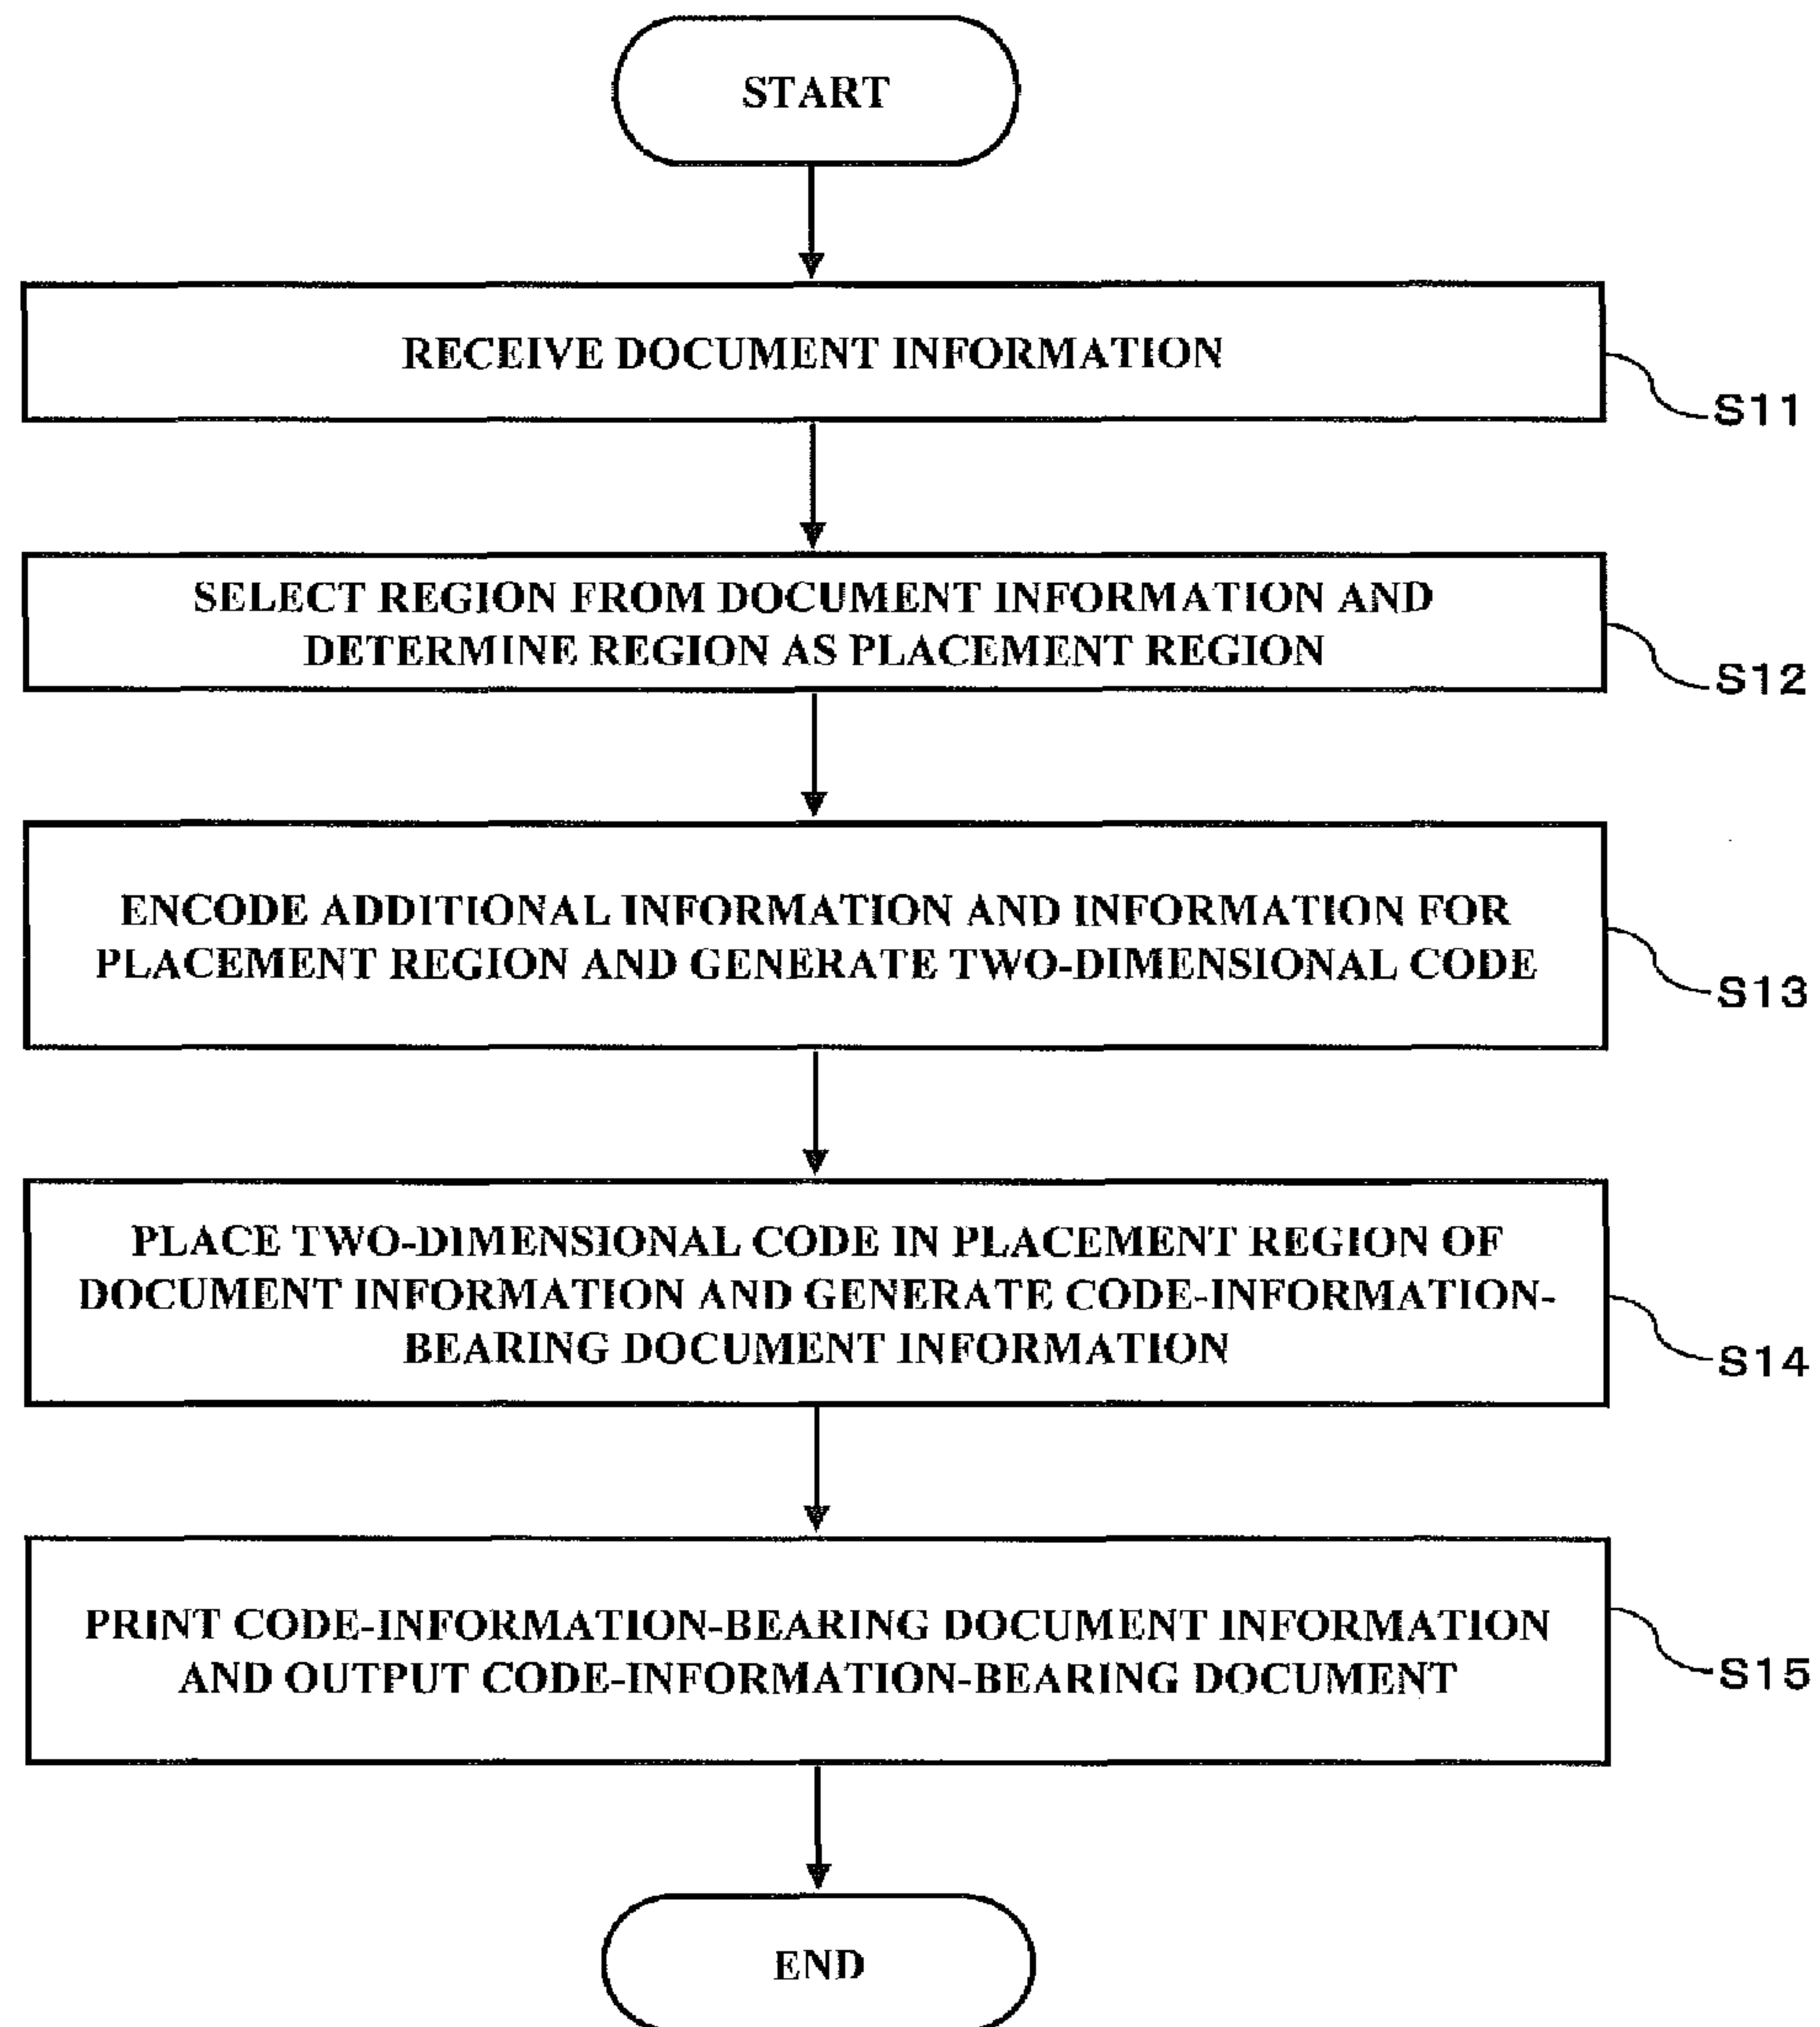 START
RECEIVE DOCUMENT INFORMATION
S11
SELECT REGION FROM DOCUMENT INFORMATION AND
DETERMINE REGION AS PLACEMENT REGION
S12
ENCODE ADDITIONAL INFORMATION AND INFORMATION FOR
PLACEMENT REGION AND GENERATE TWO-DIMENSIONAL CODE
S13
PLACE TWO-DIMENSIONAL CODE IN PLACEMENT REGION OF
DOCUMENT INFORMATION AND GENERATE CODE-INFORMATION-
BEARING DOCUMENT INFORMATION
S14
PRINT CODE-INFORMATION-BEARING DOCUMENT INFORMATION
AND OUTPUT CODE-INFORMATION-BEARING DOCUMENT
S15
END